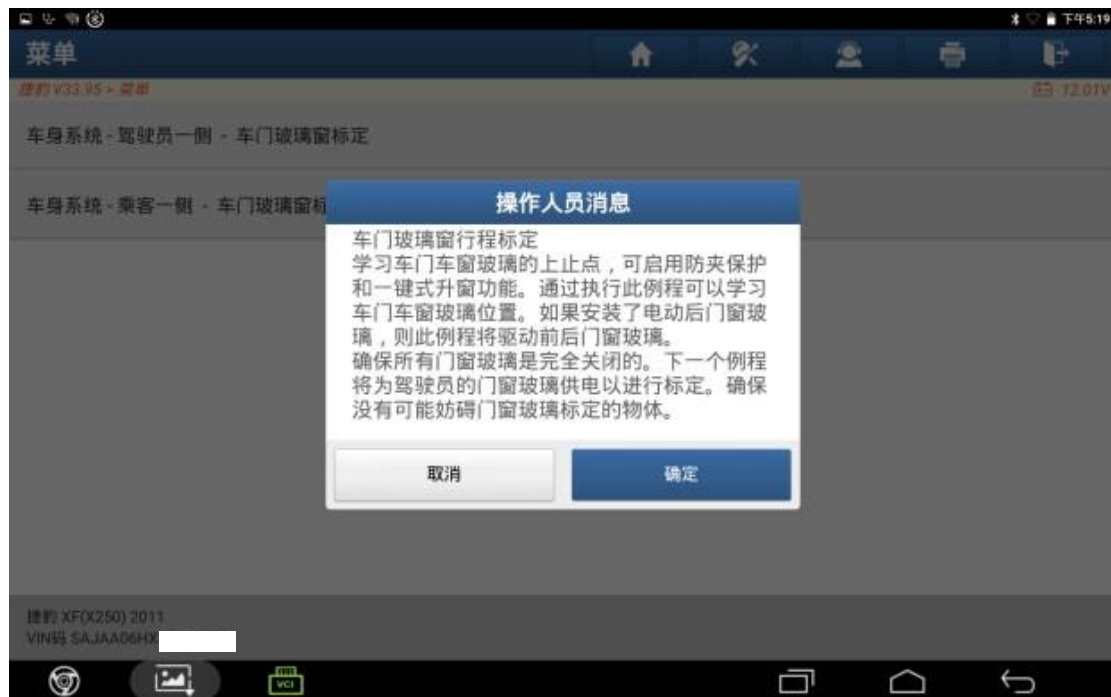 下午5:19
菜单
捷豹 V33.95 > 菜单
12.01V
车身系统 - 驾驶员一侧 - 车门玻璃窗标定
车身系统 - 乘客一侧 - 车门玻璃窗标
操作人员消息
车门玻璃窗行程标定
学习车门车窗玻璃的上止点，可启用防夹保护
和一键式升窗功能。通过执行此例程可以学习
车门车窗玻璃位置。如果安装了电动后门窗玻
璃，则此例程将驱动前后门窗玻璃。
确保所有门窗玻璃是完全关闭的。下一个例程
将为驾驶员的门窗玻璃供电以进行标定。确保
没有可能妨碍门窗玻璃标定的物体。
取消
确定
捷豹 XF(X250) 2011
VIN码 SAJAA06HX
VCI